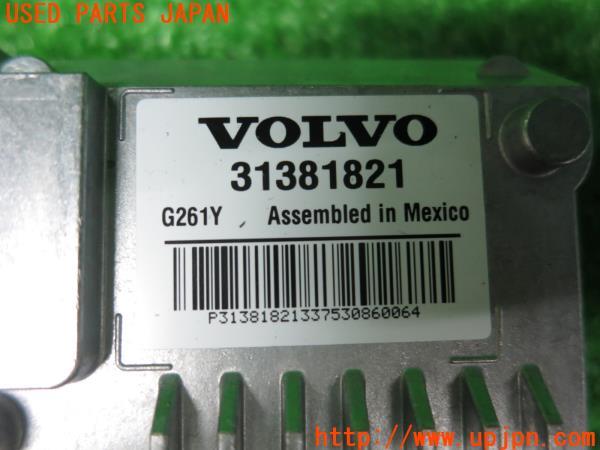 USED PARTS JAPAN
VOLVO
31381821
G261Y Assembled in Mexico
P31381821337530860064
http://www.upjpn.com